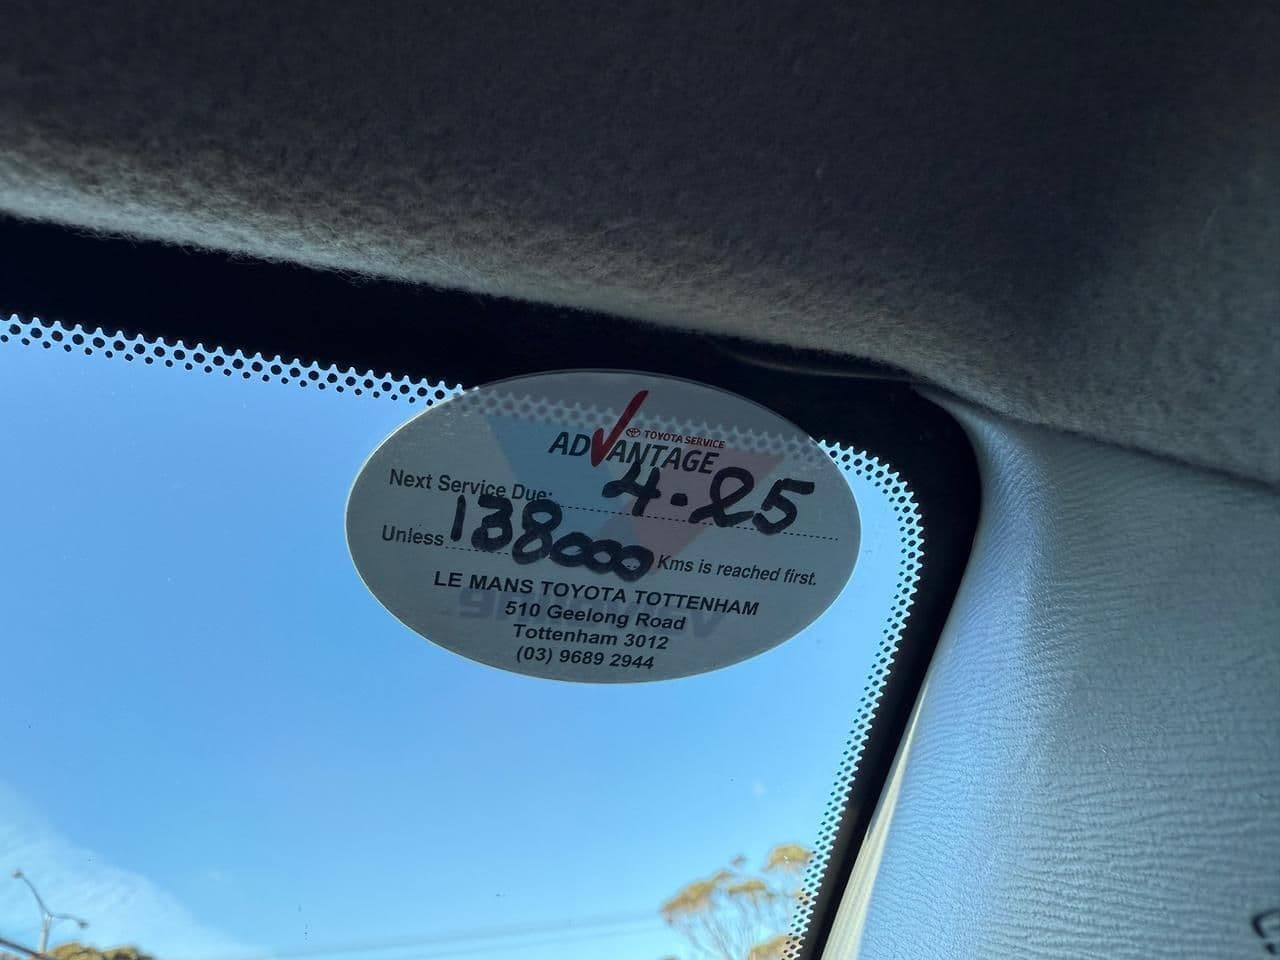 TOYOTA SERVICE
ADVANTAGE
Next Service Due: 4-25
Unless 138000 Kms is reached first.
LE MANS TOYOTA TOTTENHAM
510 Geelong Road
Tottenham 3012
(03) 9689 2944